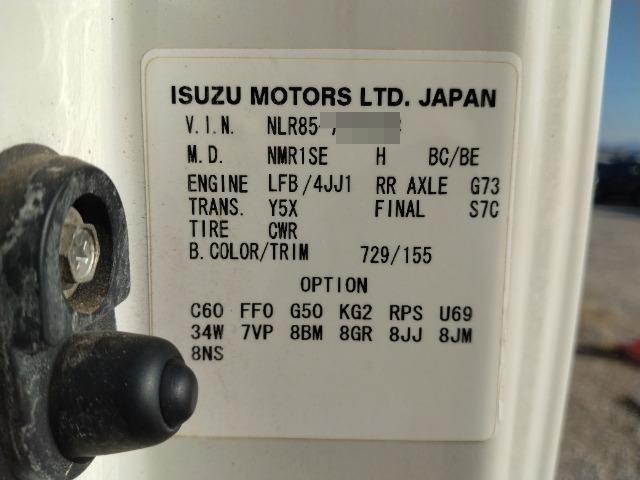 ISUZU MOTORS LTD. JAPAN
V.I.N. NLR85-
M.D. NMR1SE H BC/BE
ENGINE LFB/4JJ1 RR AXLE G73
TRANS. Y5X FINAL S7C
TIRE CWR
B.COLOR/TRIM 729/155
OPTION
C60 FF0 G50 KG2 RPS U69
34W 7VP 8BM 8GR 8JJ 8JM
8NS